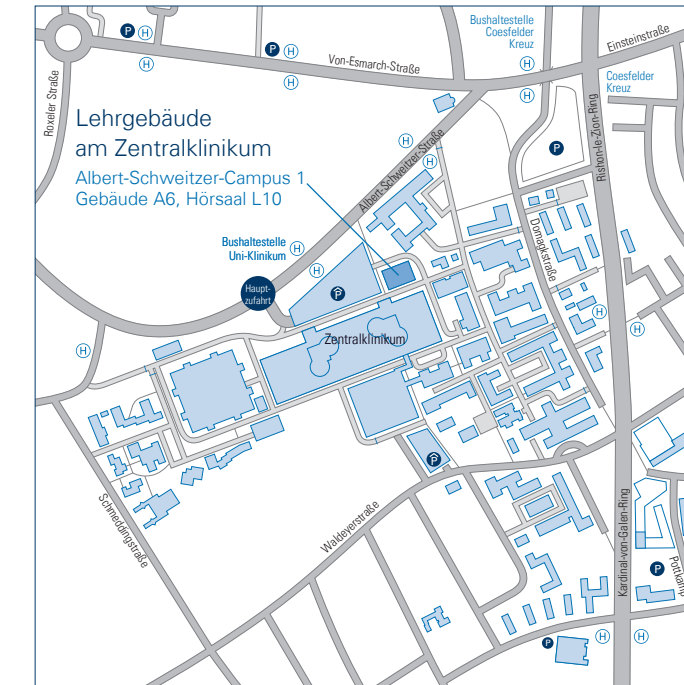 Bushaltestelle
Coesfelder
Kreuz
P
H
H
P
H
H
H
H
Von-Esmarch-Straße
Einsteinstraße
Coesfelder
Kreuz
Roxeler Straße
Rishon-le-Zion-Ring
Lehrgebäude
am Zentralklinikum
Albert-Schweitzer-Campus 1
Gebäude A6, Hörsaal L10
Albert-Schweitzer-Straße
H
H
P
Domagkstraße
Bushaltestelle
Uni-Klinikum
H
H
Haupt-
zufahrt
P
Zentralklinikum
H
H
H
P
Schmeddingstraße
Waldeyerstraße
Kardinal-von-Galen-Ring
P
Pottkamp
P
H
H